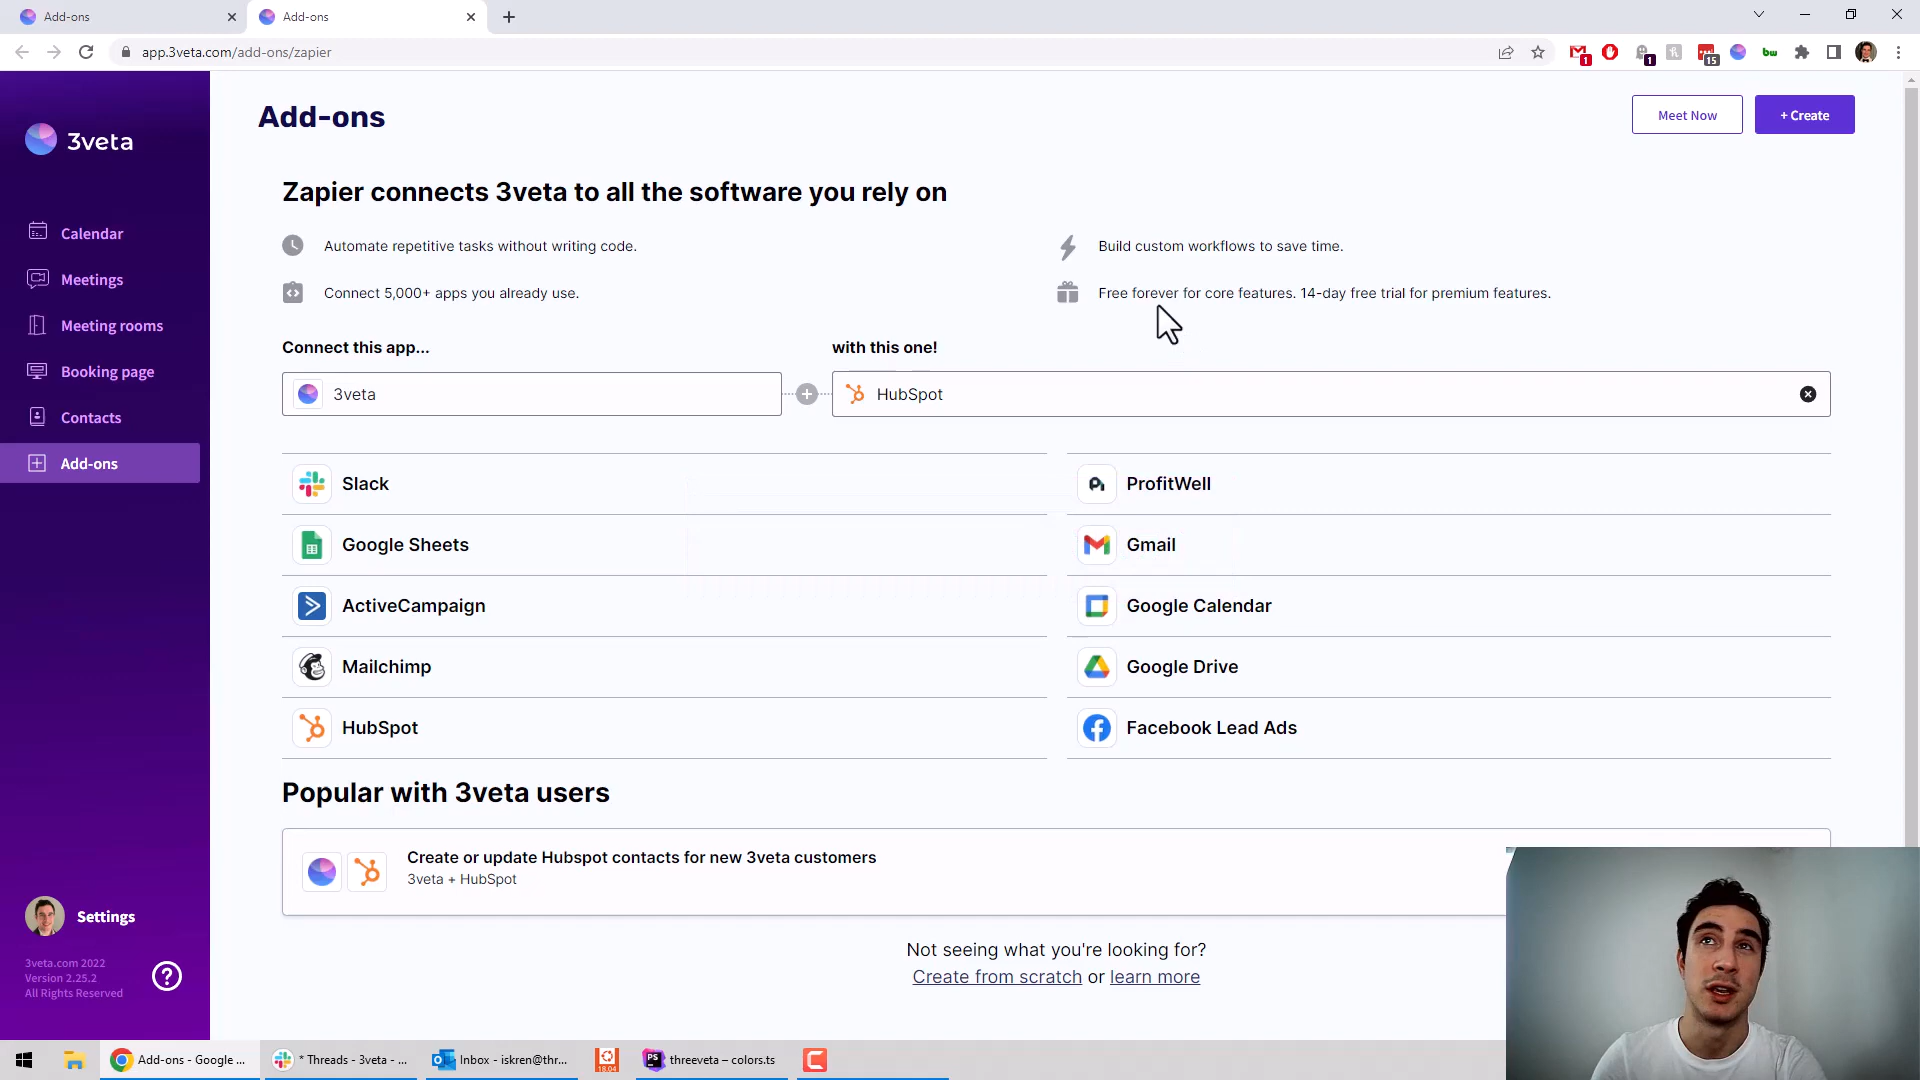 Add-ons
Add-ons
app.3veta.com/add-ons/zapier
1
1
15
bw
3veta
Calendar
Meetings
Meeting rooms
Booking page
Contacts
Add-ons
Settings
3veta.com 2022
Version 2.25.2
All Rights Reserved
Add-ons
Meet Now
+ Create
Zapier connects 3veta to all the software you rely on
Automate repetitive tasks without writing code.
Build custom workflows to save time.
Connect 5,000+ apps you already use.
Free forever for core features. 14-day free trial for premium features.
Connect this app...
with this one!
3veta
HubSpot
Slack
ProfitWell
Google Sheets
Gmail
ActiveCampaign
Google Calendar
Mailchimp
Google Drive
HubSpot
Facebook Lead Ads
Popular with 3veta users
Create or update Hubspot contacts for new 3veta customers
3veta + HubSpot
Not seeing what you're looking for?
Create from scratch or learn more
Add-ons - Google ...
* Threads - 3veta - ...
Inbox - iskren@thr...
18.04
PS
threeveta – colors.ts